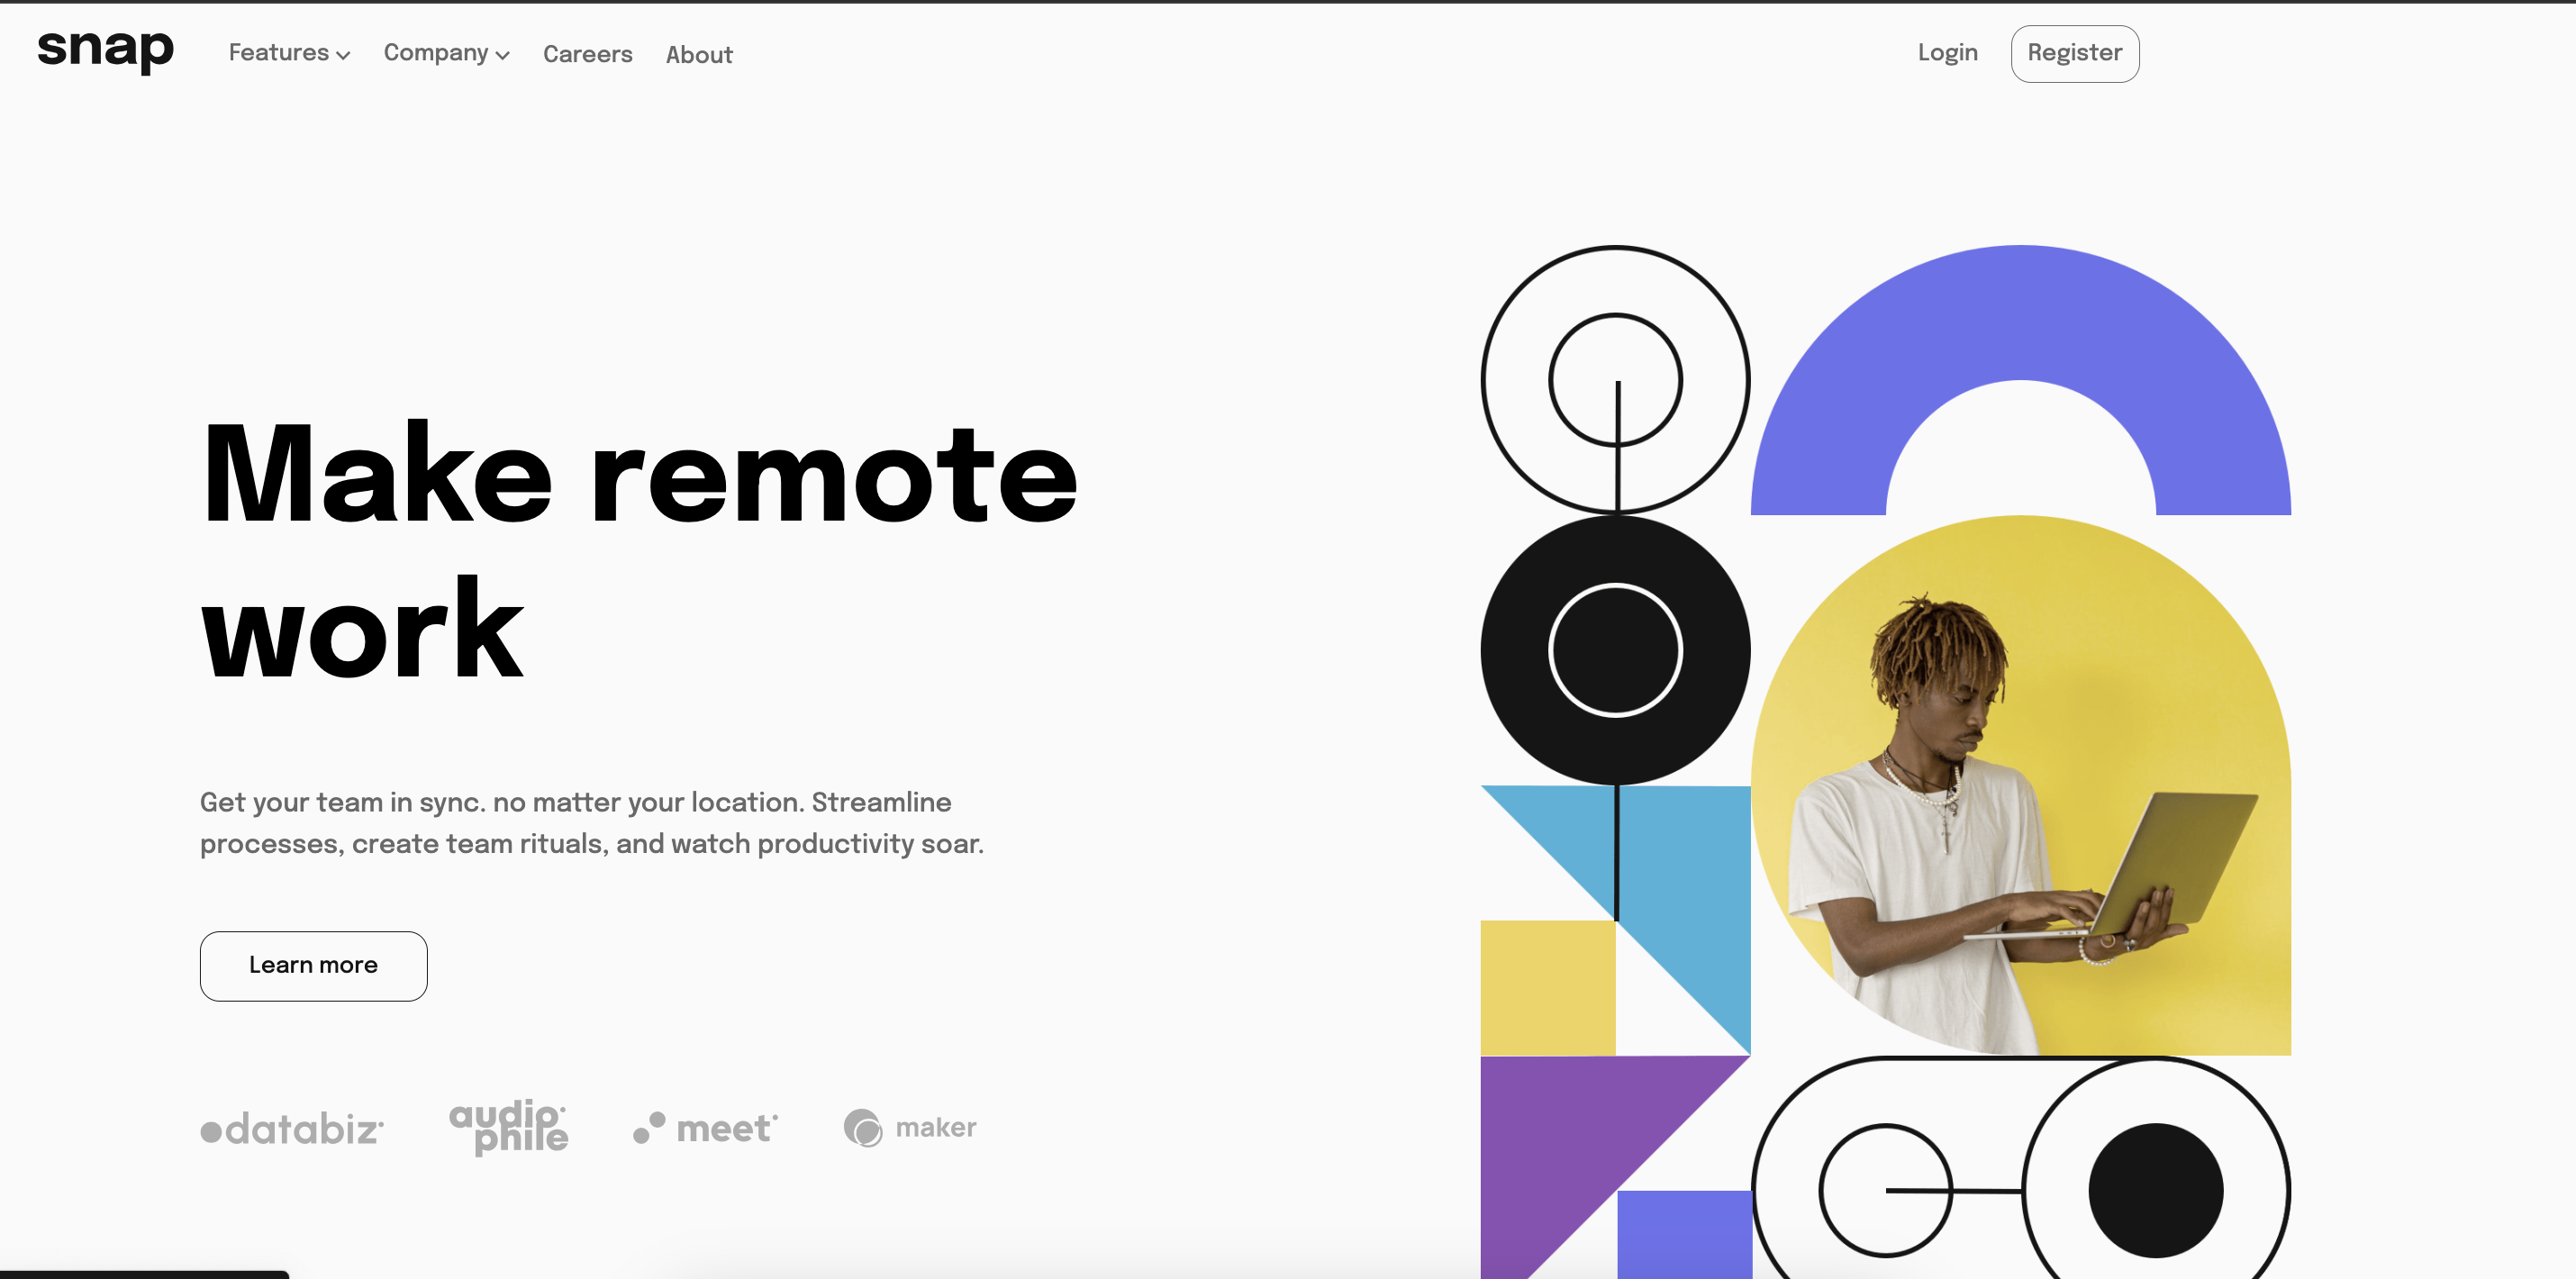 snap Features Company Careers About Login Register
Make remote
work
Get your team in sync. no matter your location. Streamline
processes, create team rituals, and watch productivity soar.
Learn more
databiz audiophile meet maker